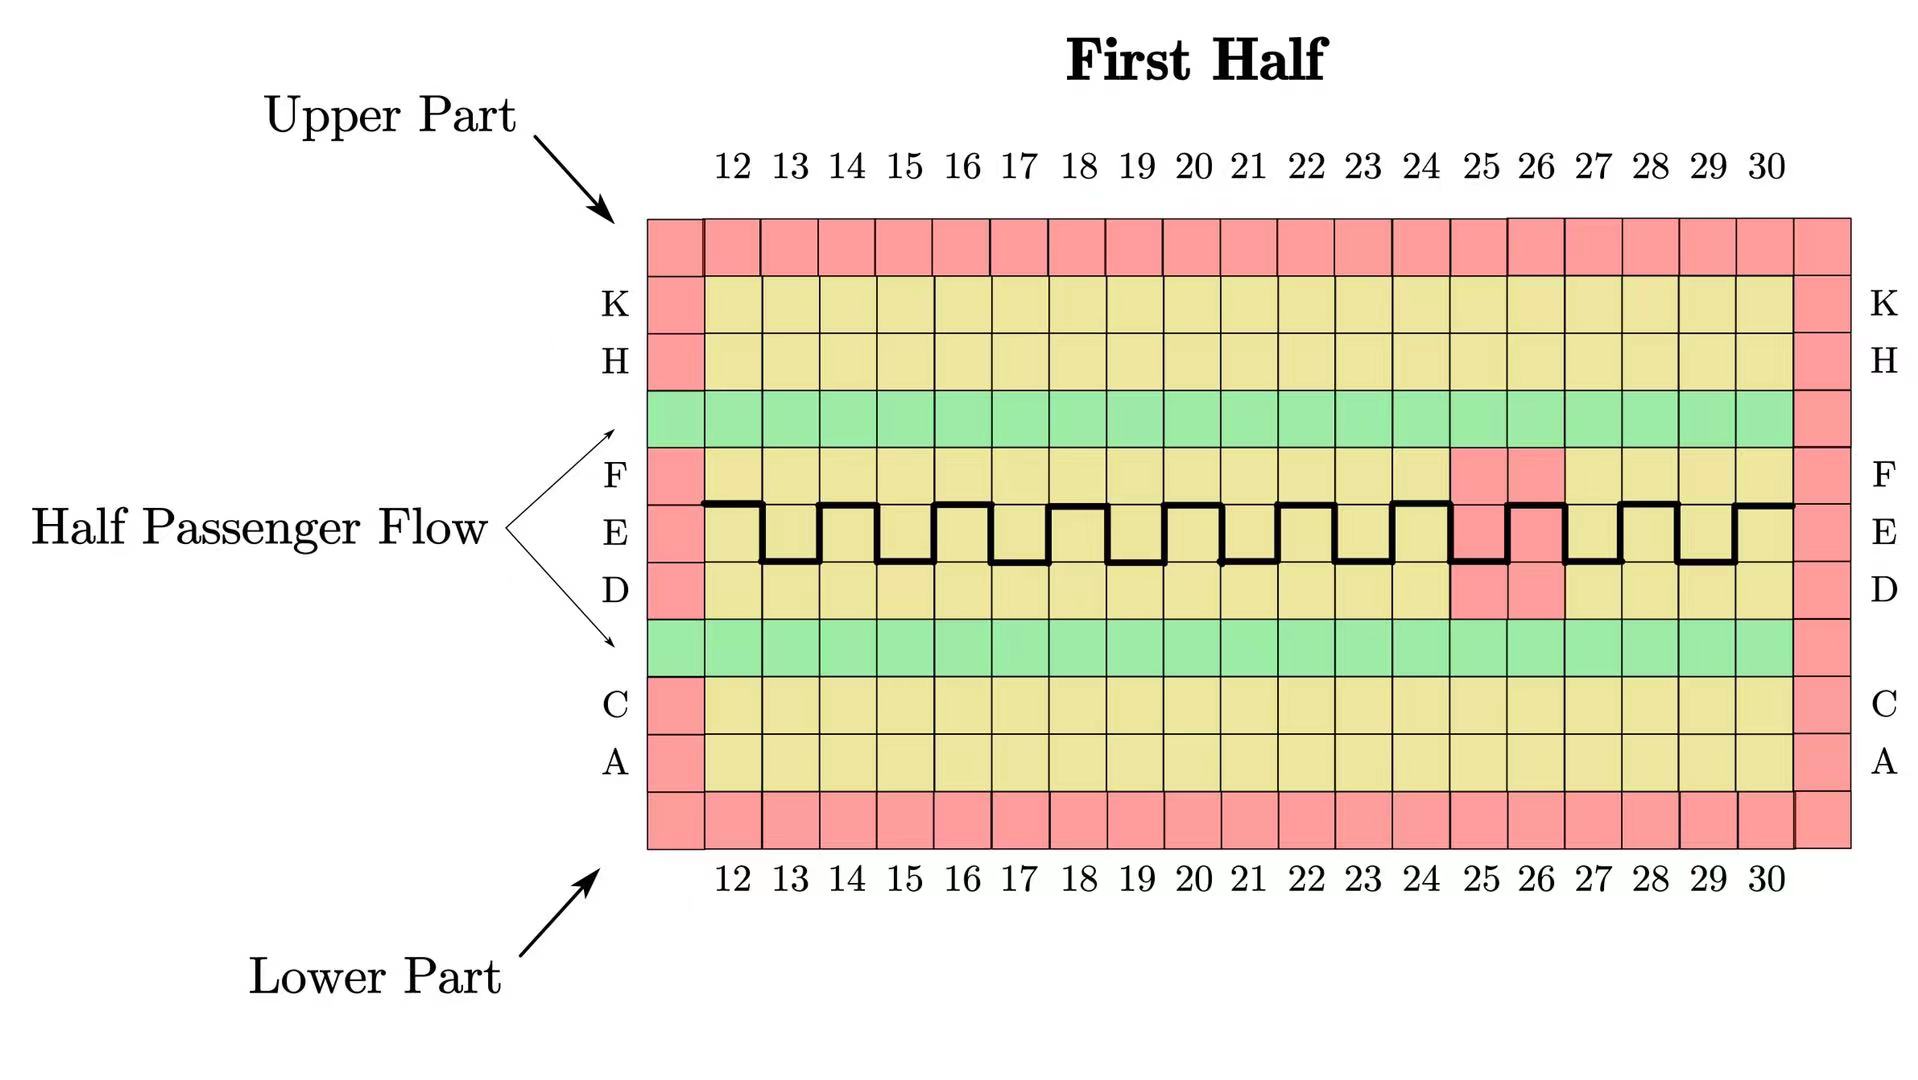 First Half
Upper Part
12 13 14 15 16 17 18 19 20 21 22 23 24 25 26 27 28 29 30
K K
H H
F F
Half Passenger Flow
E E
D D
C C
A A
12 13 14 15 16 17 18 19 20 21 22 23 24 25 26 27 28 29 30
Lower Part